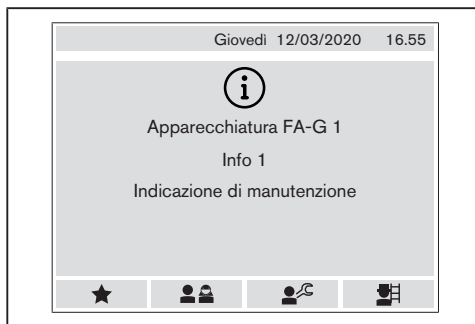 Giovedì 12/03/2020 16.55
Apparecchiatura FA-G 1
Info 1
Indicazione di manutenzione